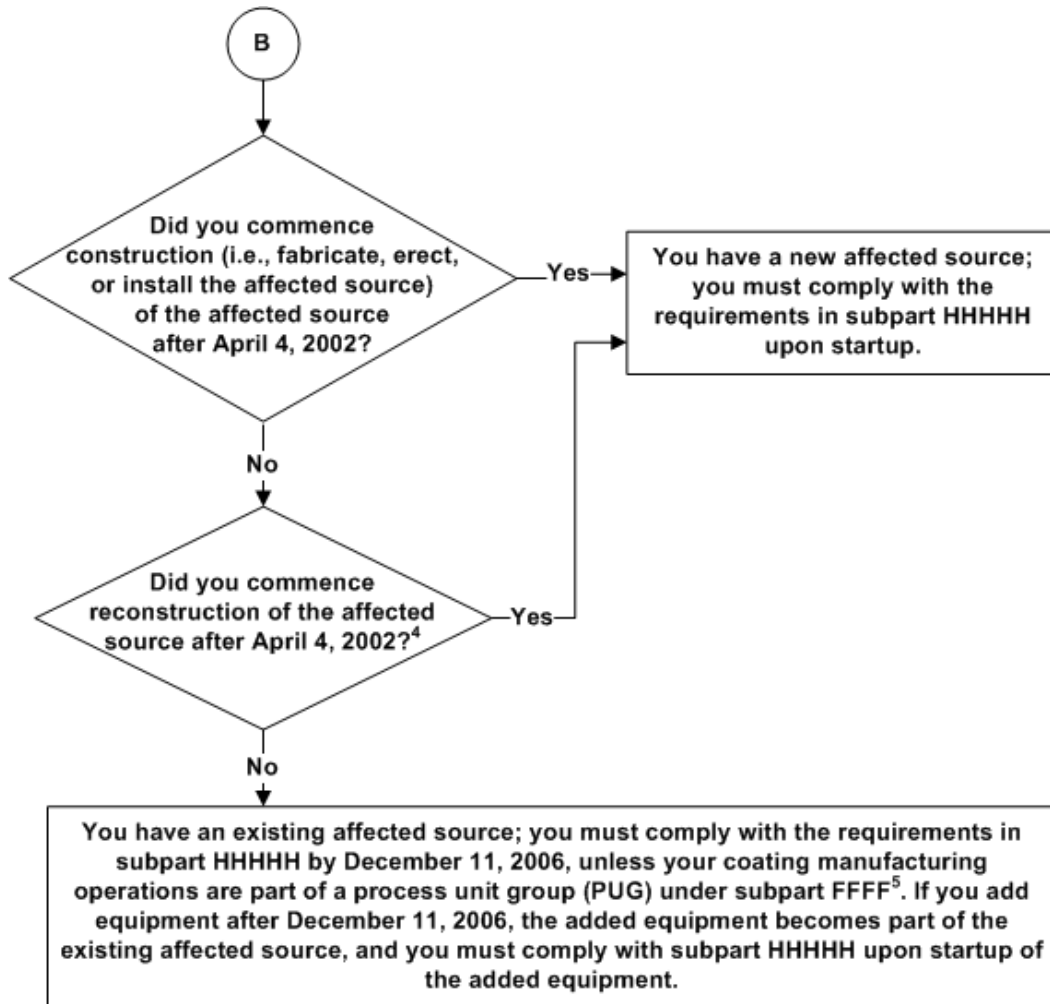 B
Did you commence
construction (i.e., fabricate, erect,
or install the affected source)
of the affected source
after April 4, 2002?
Yes
You have a new affected source;
you must comply with the
requirements in subpart HHHHH
upon startup.
No
Did you commence
reconstruction of the affected
source after April 4, 2002?⁴
Yes
No
You have an existing affected source; you must comply with the requirements in
subpart HHHHH by December 11, 2006, unless your coating manufacturing
operations are part of a process unit group (PUG) under subpart FFFF⁵. If you add
equipment after December 11, 2006, the added equipment becomes part of the
existing affected source, and you must comply with subpart HHHHH upon startup of
the added equipment.